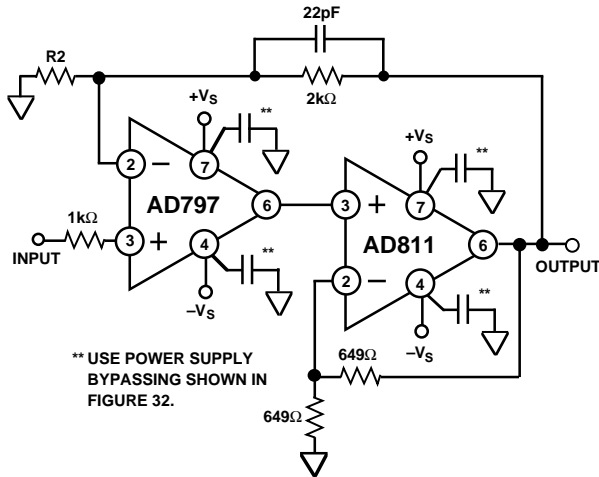 22pF
R2
2kΩ
+VS
**
+VS
**
2
−
7
AD797
6
3
+
7
AD811
6
1kΩ
INPUT
3
+
4
**
OUTPUT
2
−
4
**
−VS
−VS
** USE POWER SUPPLY
BYPASSING SHOWN IN
FIGURE 32.
649Ω
649Ω